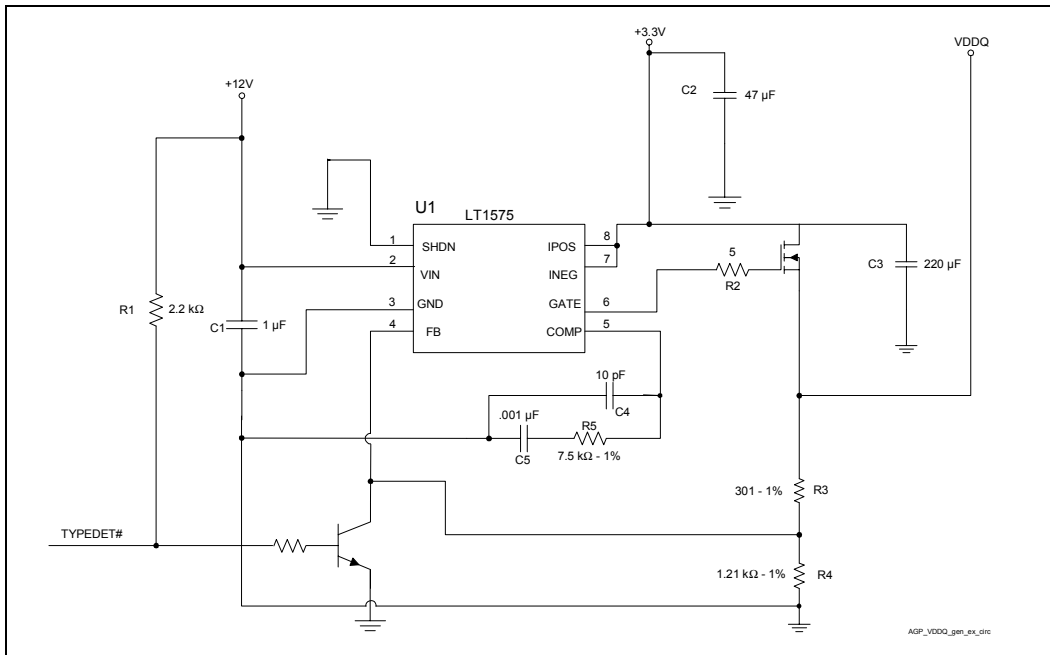 +3.3V
VDDQ
+12V
C2
47 µF
U1
LT1575
1
SHDN
IPOS
8
2
VIN
INEG
7
3
GND
GATE
6
4
FB
COMP
5
5
R2
C3
220 µF
R1
2.2 kΩ
C1
1 µF
10 pF
C4
.001 µF
C5
R5
7.5 kΩ - 1%
301 - 1%
R3
TYPEDET#
1.21 kΩ - 1%
R4
AGP_VDDQ_gen_ex_circ